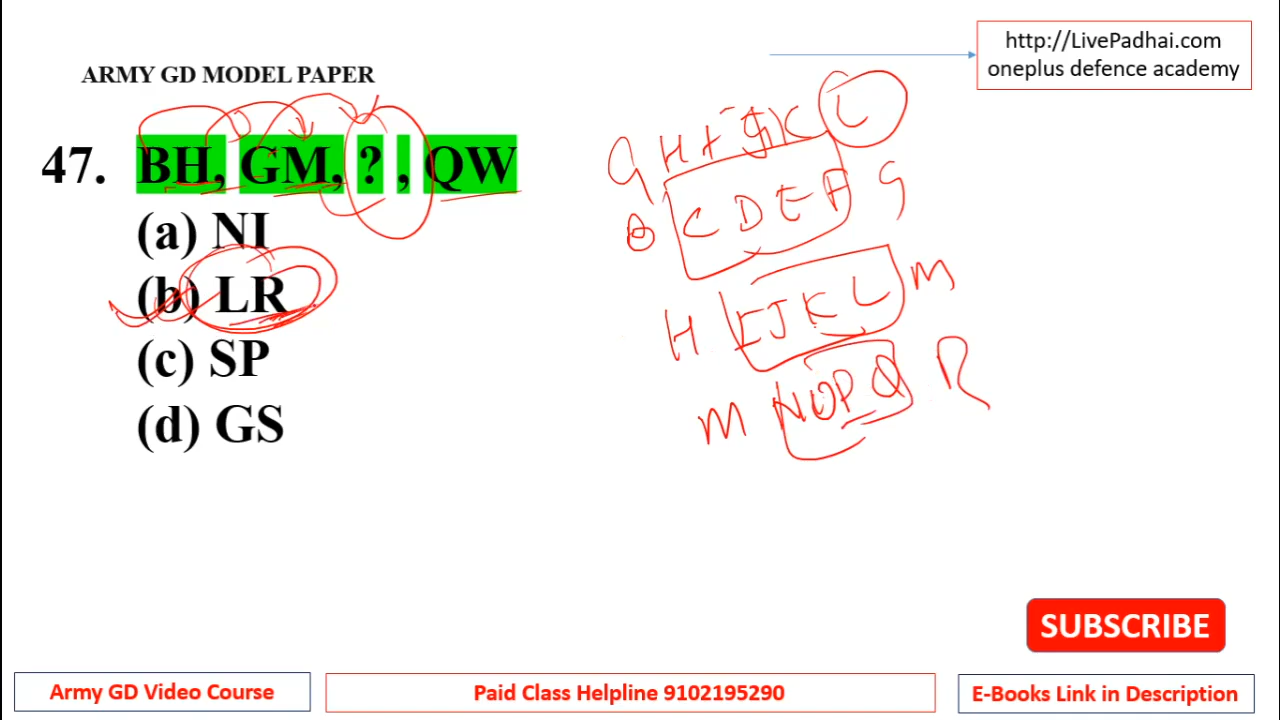 http://LivePadhai.com
oneplus defence academy
ARMY GD MODEL PAPER
47. BH, GM, ? , QW
(a) NI
(b) LR
(c) SP
(d) GS
G H I J K L
B C D E F G
H I J K L M
M N O P Q R
SUBSCRIBE
Army GD Video Course
Paid Class Helpline 9102195290
E-Books Link in Description